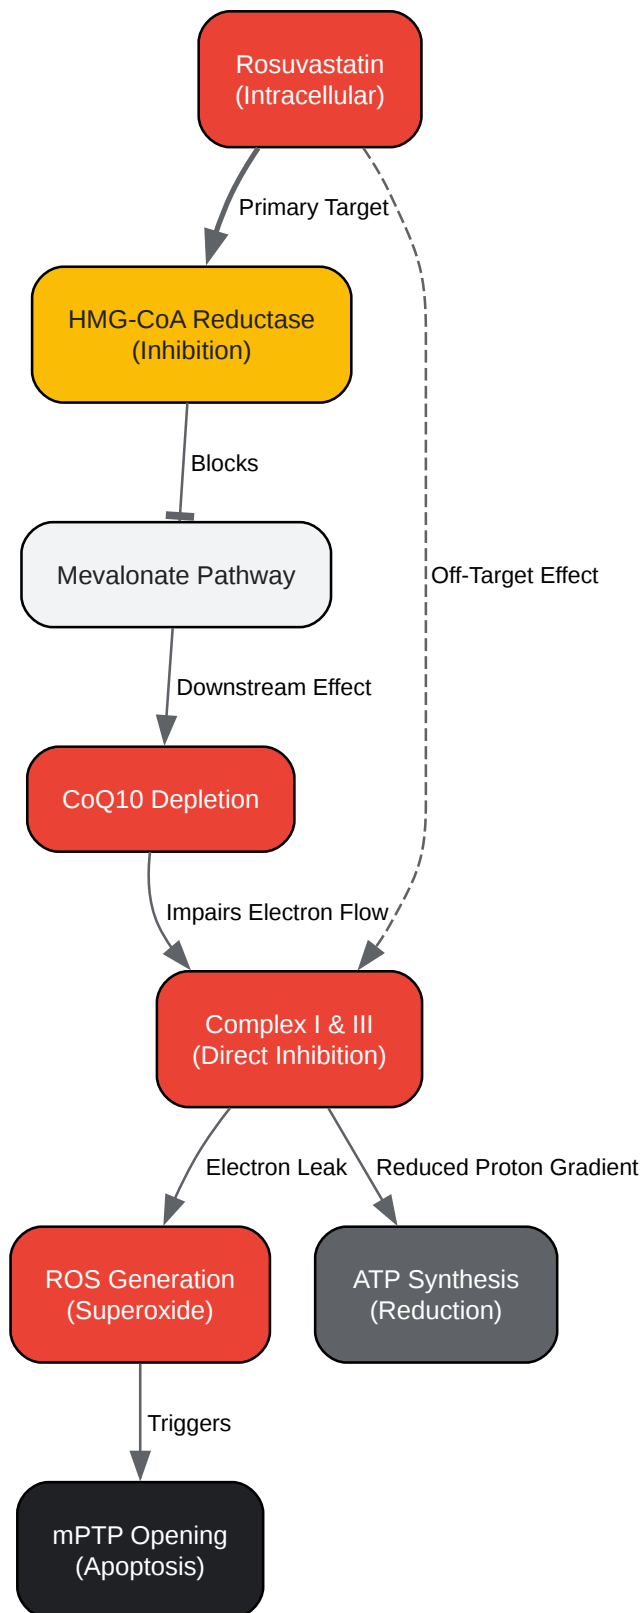 Rosuvastatin
(Intracellular)
Primary Target
HMG-CoA Reductase
(Inhibition)
Blocks
Mevalonate Pathway
Off-Target Effect
Downstream Effect
CoQ10 Depletion
Impairs Electron Flow
Complex I & III
(Direct Inhibition)
Electron Leak
Reduced Proton Gradient
ROS Generation
(Superoxide)
ATP Synthesis
(Reduction)
Triggers
mPTP Opening
(Apoptosis)